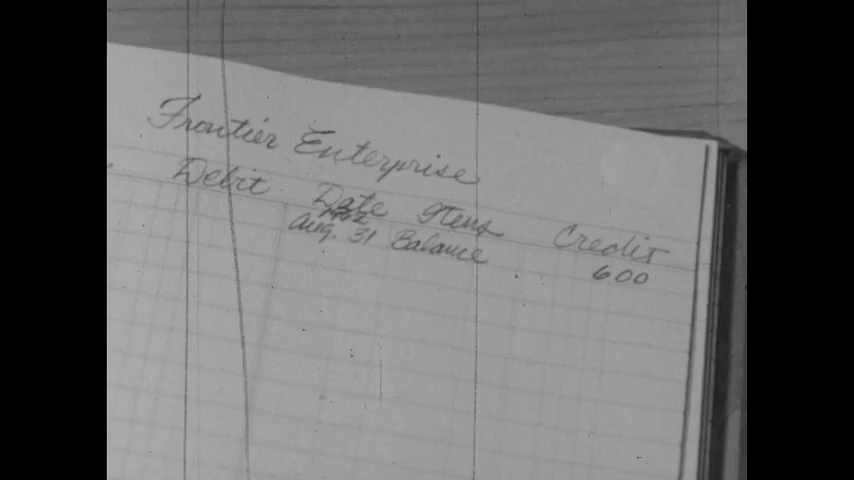 Frontier Enterprise
Debit Date Items Credit
Aug. 31 Balance 600